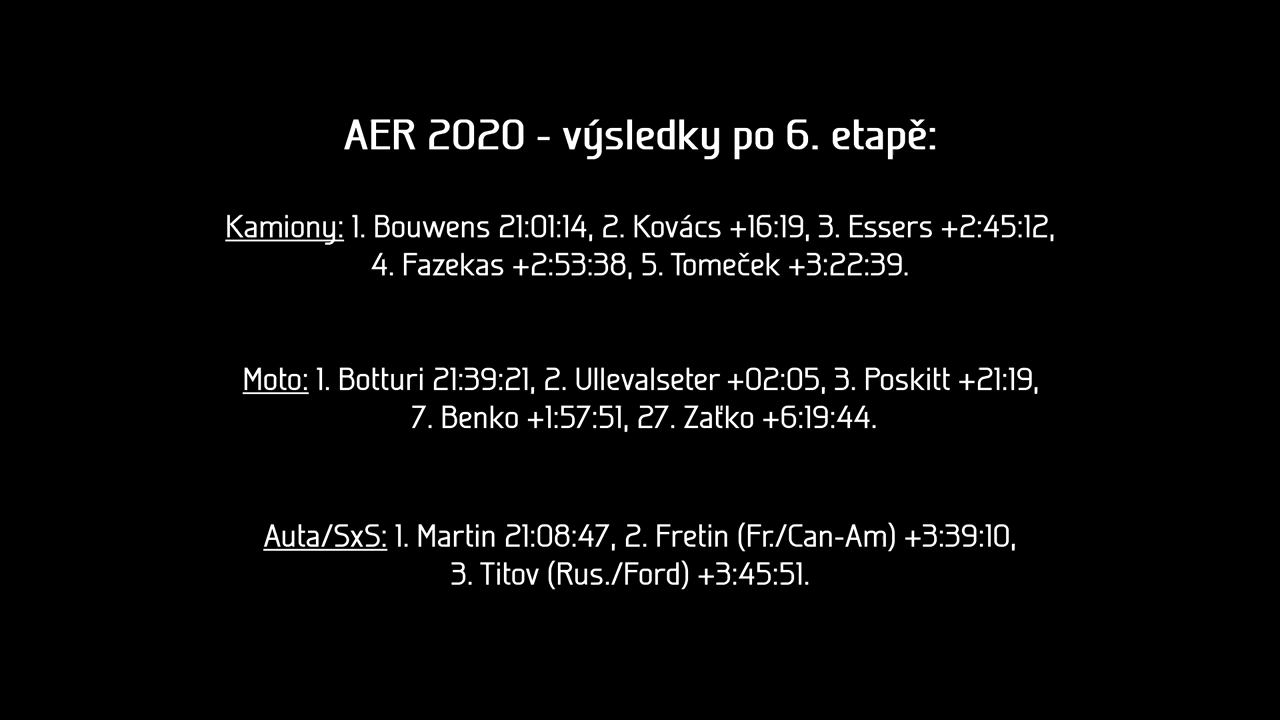 AER 2020 - výsledky po 6. etapě:
Kamiony: 1. Bouwens 21:01:14, 2. Kovács +16:19, 3. Essers +2:45:12,
4. Fazekas +2:53:38, 5. Tomeček +3:22:39.
Moto: 1. Botturi 21:39:21, 2. Ullevalseter +02:05, 3. Poskitt +21:19,
7. Benko +1:57:51, 27. Zaťko +6:19:44.
Auta/SxS: 1. Martin 21:08:47, 2. Fretin (Fr./Can-Am) +3:39:10,
3. Titov (Rus./Ford) +3:45:51.